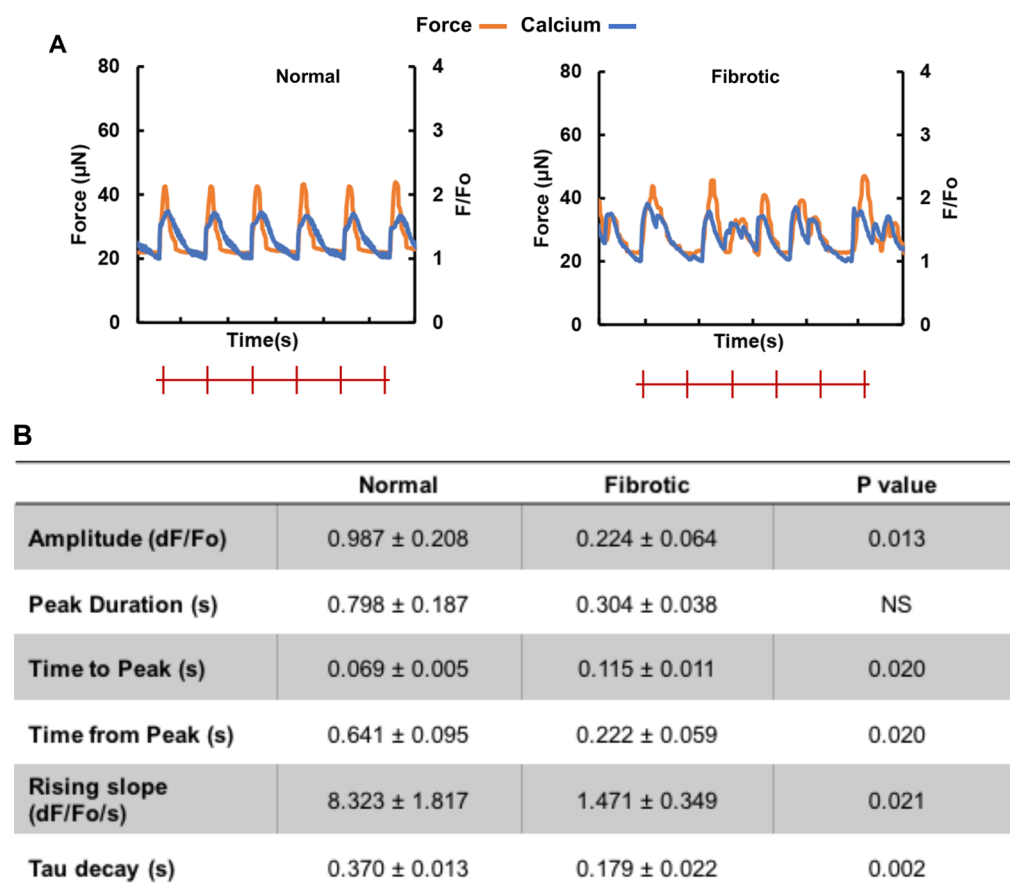 Force Calcium
A
Normal
80
60
40
20
0
Force (µN)
4
3
2
1
0
F/Fo
Time(s)
Fibrotic
80
60
40
20
0
Force (µN)
4
3
2
1
0
F/Fo
Time(s)
B
Normal Fibrotic P value
Amplitude (dF/Fo) 0.987 ± 0.208 0.224 ± 0.064 0.013
Peak Duration (s) 0.798 ± 0.187 0.304 ± 0.038 NS
Time to Peak (s) 0.069 ± 0.005 0.115 ± 0.011 0.020
Time from Peak (s) 0.641 ± 0.095 0.222 ± 0.059 0.020
Rising slope
(dF/Fo/s) 8.323 ± 1.817 1.471 ± 0.349 0.021
Tau decay (s) 0.370 ± 0.013 0.179 ± 0.022 0.002